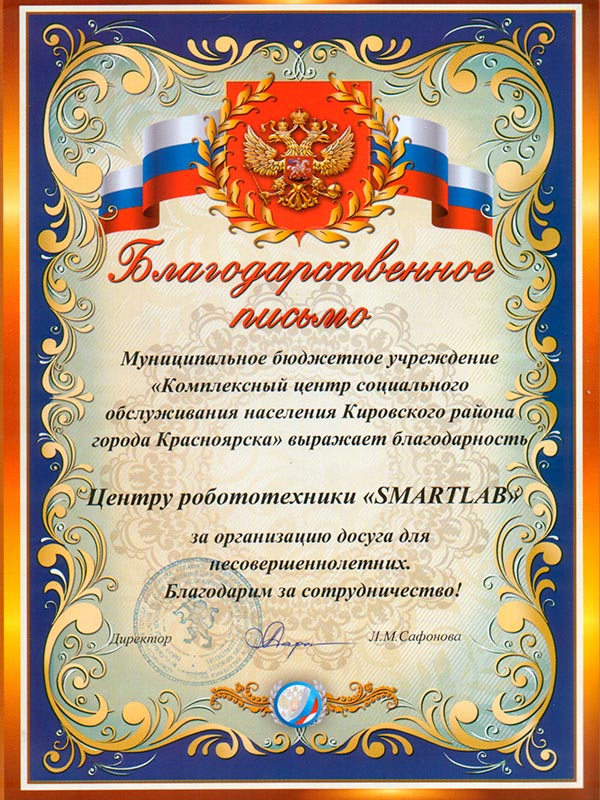 Благодарственное
письмо
Муниципальное бюджетное учреждение
«Комплексный центр социального
обслуживания населения Кировского района
города Красноярска» выражает благодарность
Центру робототехники «SMARTLAB»
за организацию досуга для
несовершеннолетних.
Благодарим за сотрудничество!
Директор Л.М.Сафонова